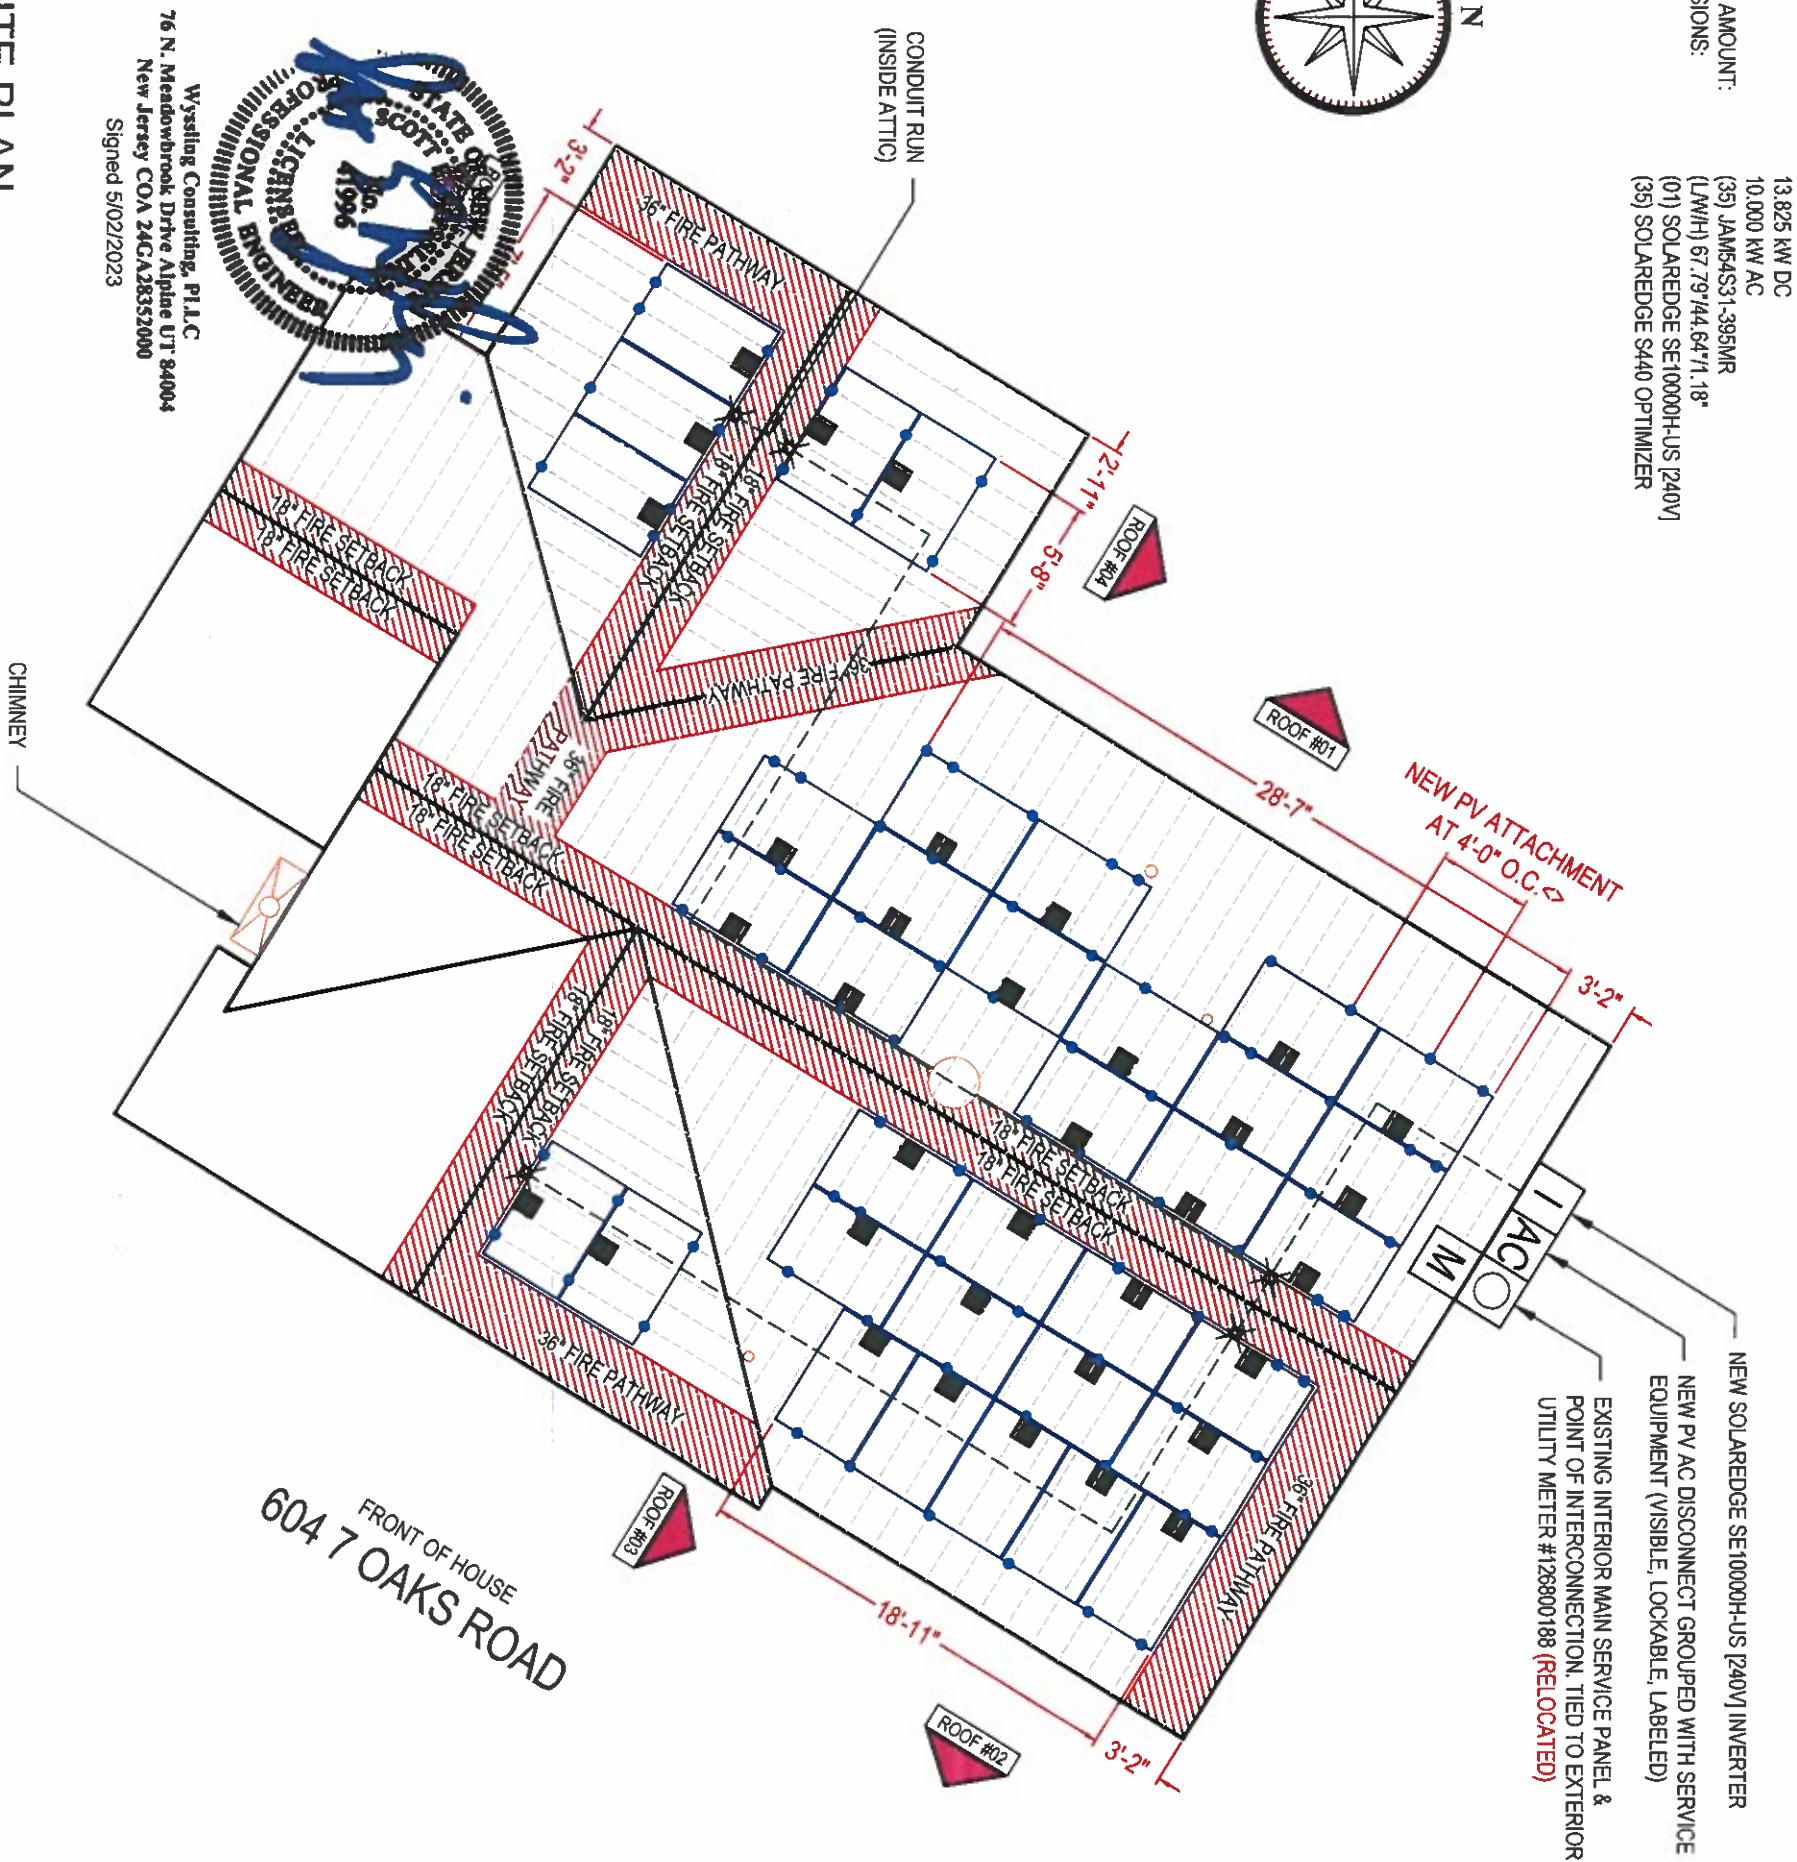 AMOUNT:
SIONS:
13.825 kW DC
10.000 kW AC
(35) JAM54S31-395MR
(L/W/H) 67.79"/44.64"/1.18"
(01) SOLAREDGE SE10000H-US [240V]
(35) SOLAREDGE S440 OPTIMIZER
N
NEW SOLAREDGE SE10000H-US [240V] INVERTER
NEW PV AC DISCONNECT GROUPED WITH SERVICE
EQUIPMENT (VISIBLE, LOCKABLE, LABELED)
EXISTING INTERIOR MAIN SERVICE PANEL &
POINT OF INTERCONNECTION. TIED TO EXTERIOR
UTILITY METER #126800188 (RELOCATED)
I
AC
M
NEW PV ATTACHMENT
AT 4'-0" O.C.<>
3'-2"
28'-7"
ROOF #01
ROOF #04
2'-11"
5'-8"
CONDUIT RUN
(INSIDE ATTIC)
3'-2"
7'-5"
36" FIRE PATHWAY
18" FIRE SETBACK
18" FIRE SETBACK
36" FIRE PATHWAY
36" FIRE
PATHWAY
18" FIRE SETBACK
18" FIRE SETBACK
18" FIRE SETBACK
18" FIRE SETBACK
18" FIRE SETBACK
18" FIRE SETBACK
18" FIRE SETBACK
18" FIRE SETBACK
36" FIRE PATHWAY
36" FIRE PATHWAY
ROOF #03
ROOF #02
18'-11"
3'-2"
FRONT OF HOUSE
604 7 OAKS ROAD
CHIMNEY
STATE OF NEW JERSEY
SCOTT
LICENSED
No.
41996
PROFESSIONAL ENGINEER
Wyssling Consulting, PLLC
76 N. Meadowbrook Drive Alpine UT 84004
New Jersey COA 24GA28352000
Signed 5/02/2023
ITE PLAN